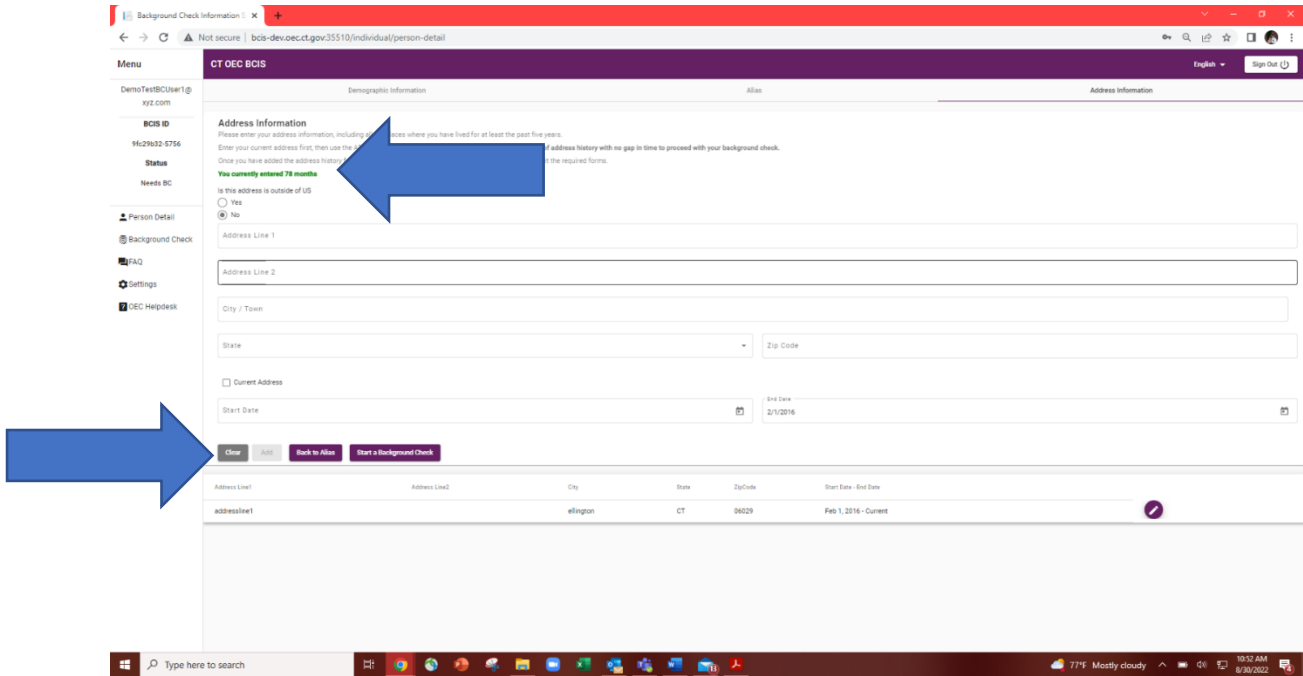 Background Check Information S
Not secure | bcis-dev.oec.ct.gov:35510/individual/person-detail
Menu
CT OEC BCIS
English
Sign Out
DemoTestBCUser1@
xyz.com
BCIS ID
9fc29b32-5756
Status
Needs BC
Person Detail
Background Check
FAQ
Settings
OEC Helpdesk
Demographic Information
Alias
Address Information
Address Information
Please enter your address information, including all places where you have lived for at least the past five years.
Enter your current address first, then use the of address history with no gap in time to proceed with your background check.
Once you have added the address history the required forms.
You currently entered 78 months
Is this address is outside of US
Yes
No
Address Line 1
Address Line 2
City / Town
State
Zip Code
Current Address
Start Date
End Date
2/1/2016
Clear
Add
Back to Alias
Start a Background Check
Address Line1 Address Line2 City State ZipCode Start Date - End Date
addressline1 ellington CT 06029 Feb 1, 2016 - Current
Type here to search
77°F Mostly cloudy
10:52 AM
8/30/2022